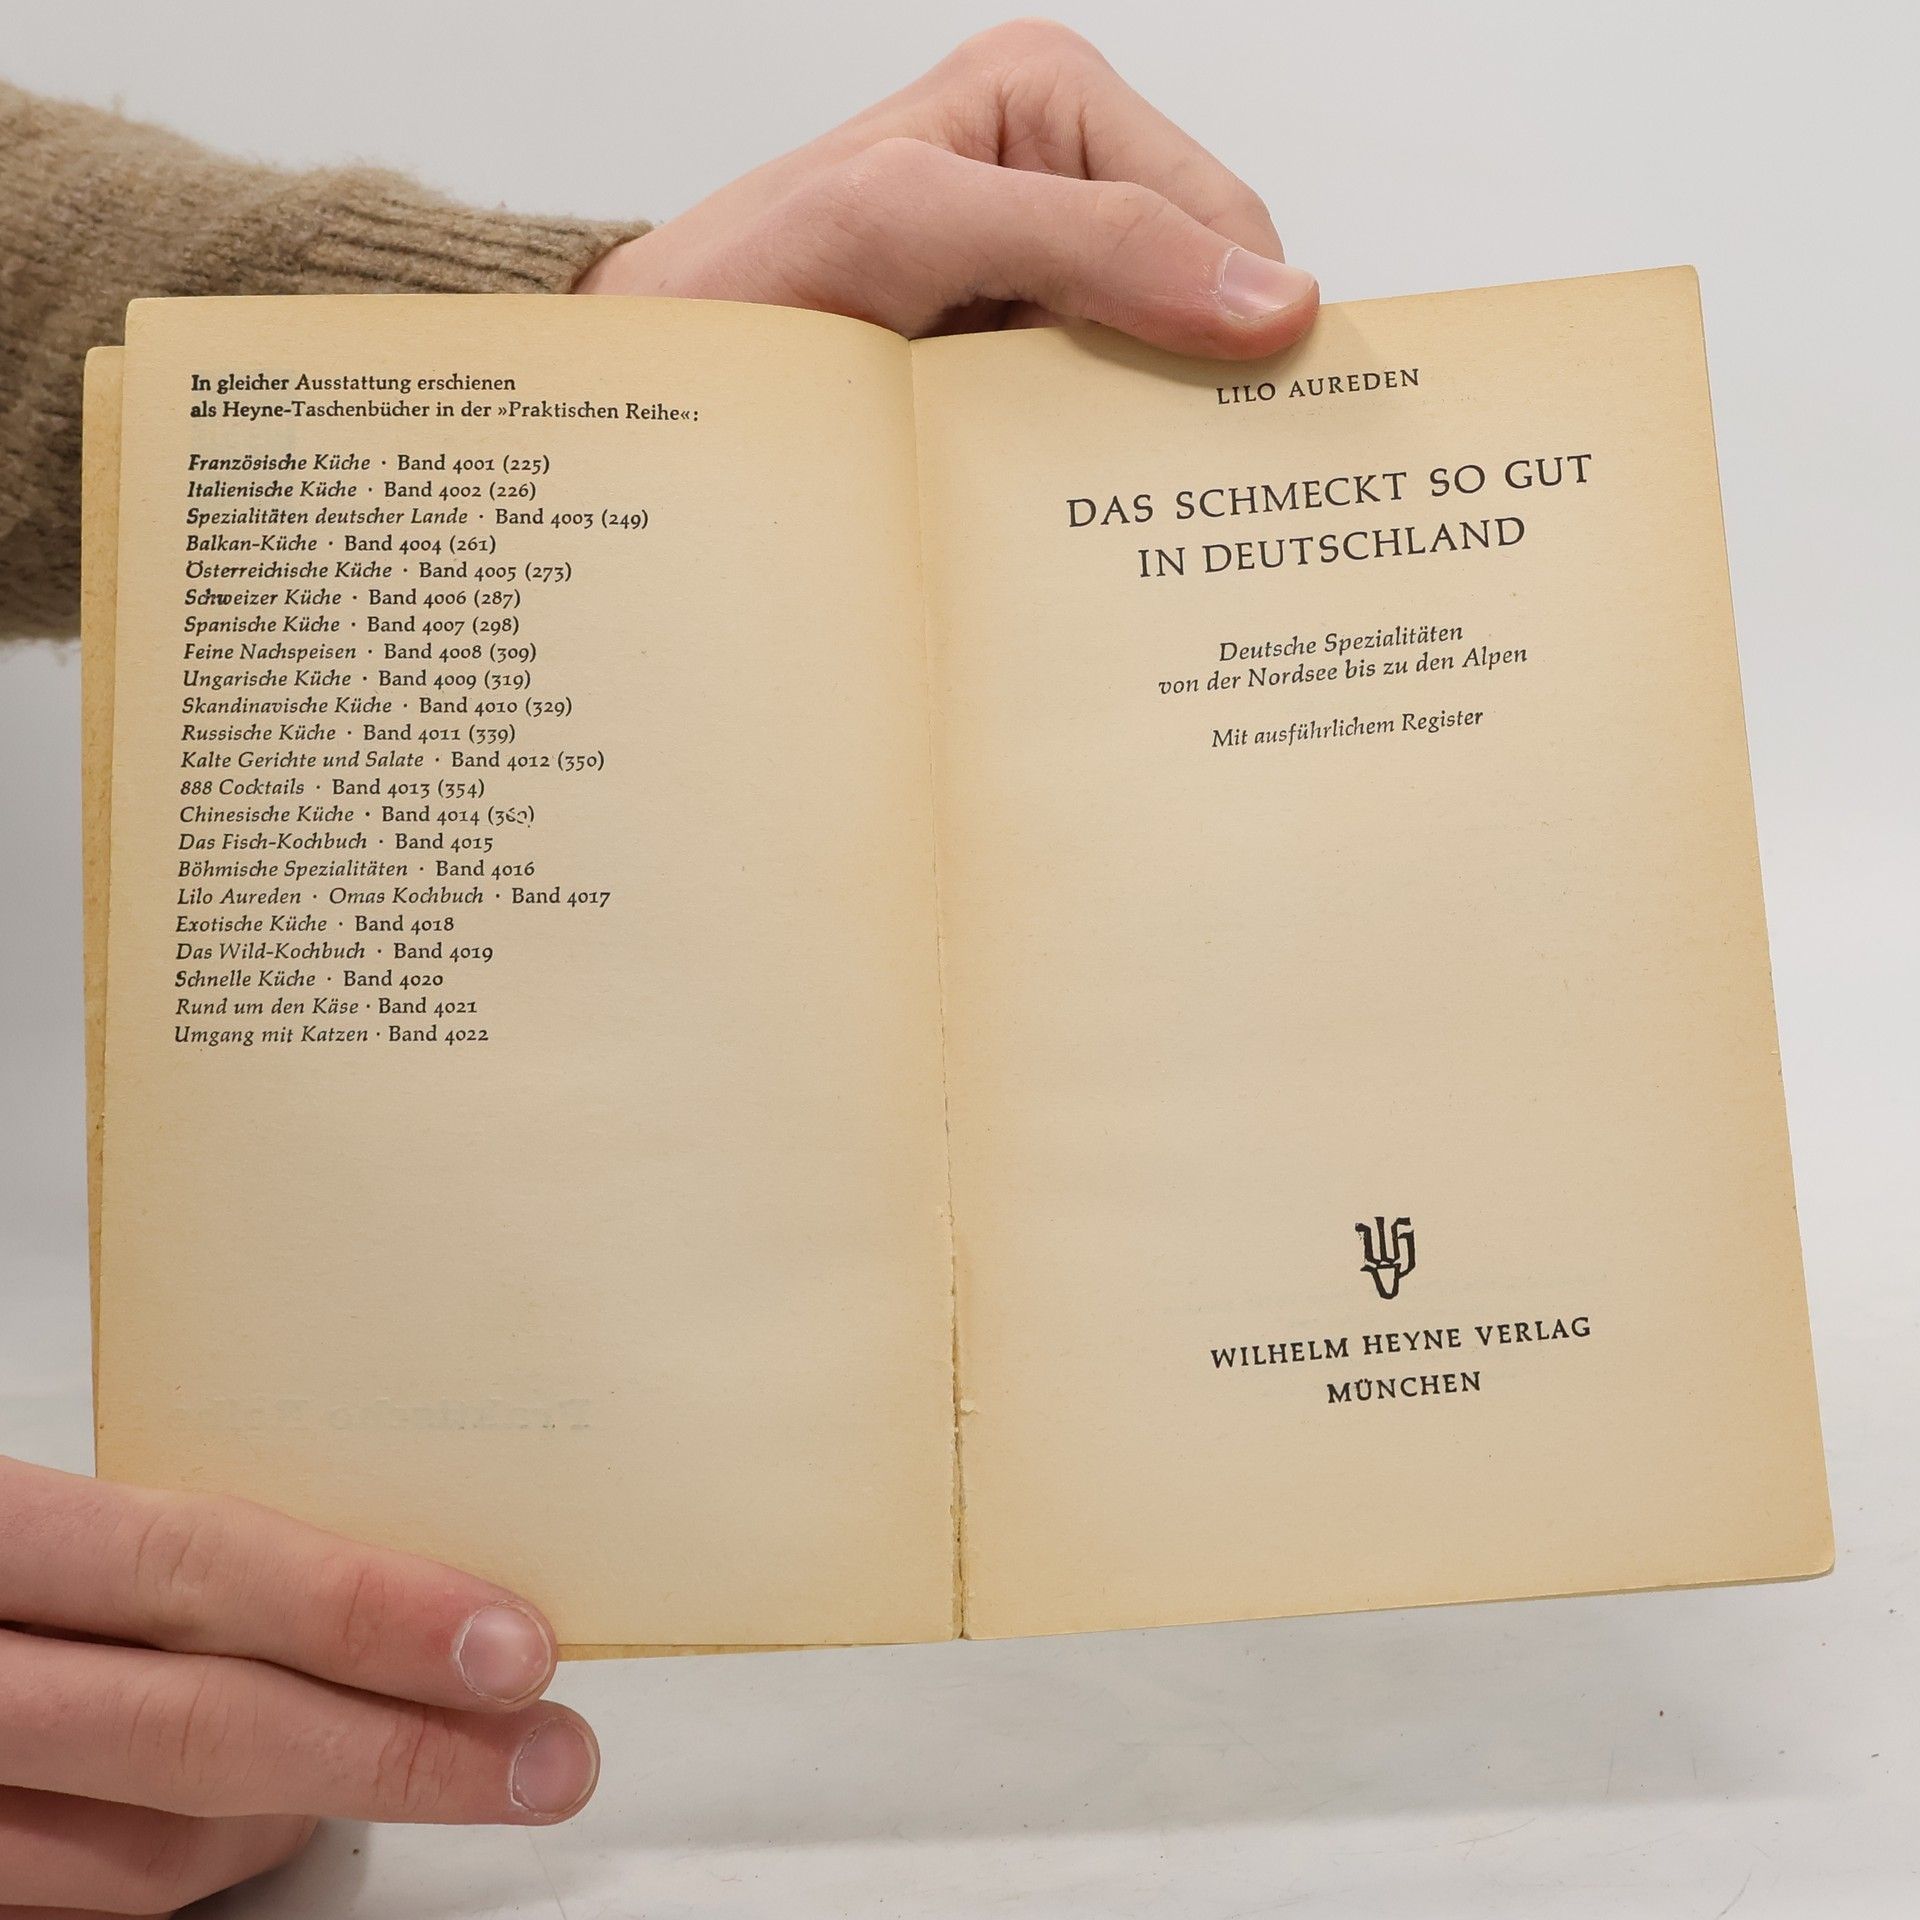 In gleicher Ausstattung erschienen
als Heyne-Taschenbücher in der »Praktischen Reihe«:
Französische Küche · Band 4001 (225)
Italienische Küche · Band 4002 (226)
Spezialitäten deutscher Lande · Band 4003 (249)
Balkan-Küche · Band 4004 (261)
Österreichische Küche · Band 4005 (273)
Schweizer Küche · Band 4006 (287)
Spanische Küche · Band 4007 (298)
Feine Nachspeisen · Band 4008 (309)
Ungarische Küche · Band 4009 (319)
Skandinavische Küche · Band 4010 (329)
Russische Küche · Band 4011 (339)
Kalte Gerichte und Salate · Band 4012 (350)
888 Cocktails · Band 4013 (354)
Chinesische Küche · Band 4014
Das Fisch-Kochbuch · Band 4015
Böhmische Spezialitäten · Band 4016
Lilo Aureden · Omas Kochbuch · Band 4017
Exotische Küche · Band 4018
Das Wild-Kochbuch · Band 4019
Schnelle Küche · Band 4020
Rund um den Käse · Band 4021
Umgang mit Katzen · Band 4022
LILO AUREDEN
DAS SCHMECKT SO GUT
IN DEUTSCHLAND
Deutsche Spezialitäten
von der Nordsee bis zu den Alpen
Mit ausführlichem Register
WILHELM HEYNE VERLAG
MÜNCHEN